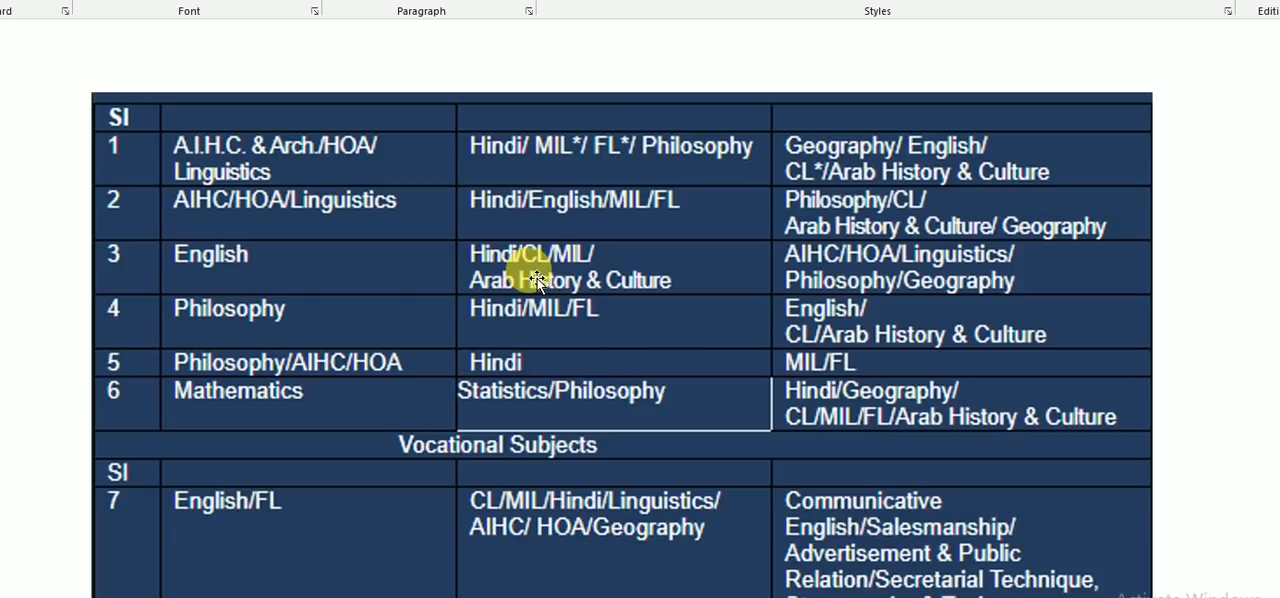 Font Paragraph Styles
SI
1 A.I.H.C. & Arch./HOA/ Hindi/ MIL*/ FL*/ Philosophy Geography/ English/
Linguistics CL*/Arab History & Culture
2 AIHC/HOA/Linguistics Hindi/English/MIL/FL Philosophy/CL/
Arab History & Culture/ Geography
3 English Hindi/CL/MIL/ AIHC/HOA/Linguistics/
Arab History & Culture Philosophy/Geography
4 Philosophy Hindi/MIL/FL English/
CL/Arab History & Culture
5 Philosophy/AIHC/HOA Hindi MIL/FL
6 Mathematics Statistics/Philosophy Hindi/Geography/
CL/MIL/FL/Arab History & Culture
Vocational Subjects
SI
7 English/FL CL/MIL/Hindi/Linguistics/ Communicative
AIHC/ HOA/Geography English/Salesmanship/
Advertisement & Public
Relation/Secretarial Technique,